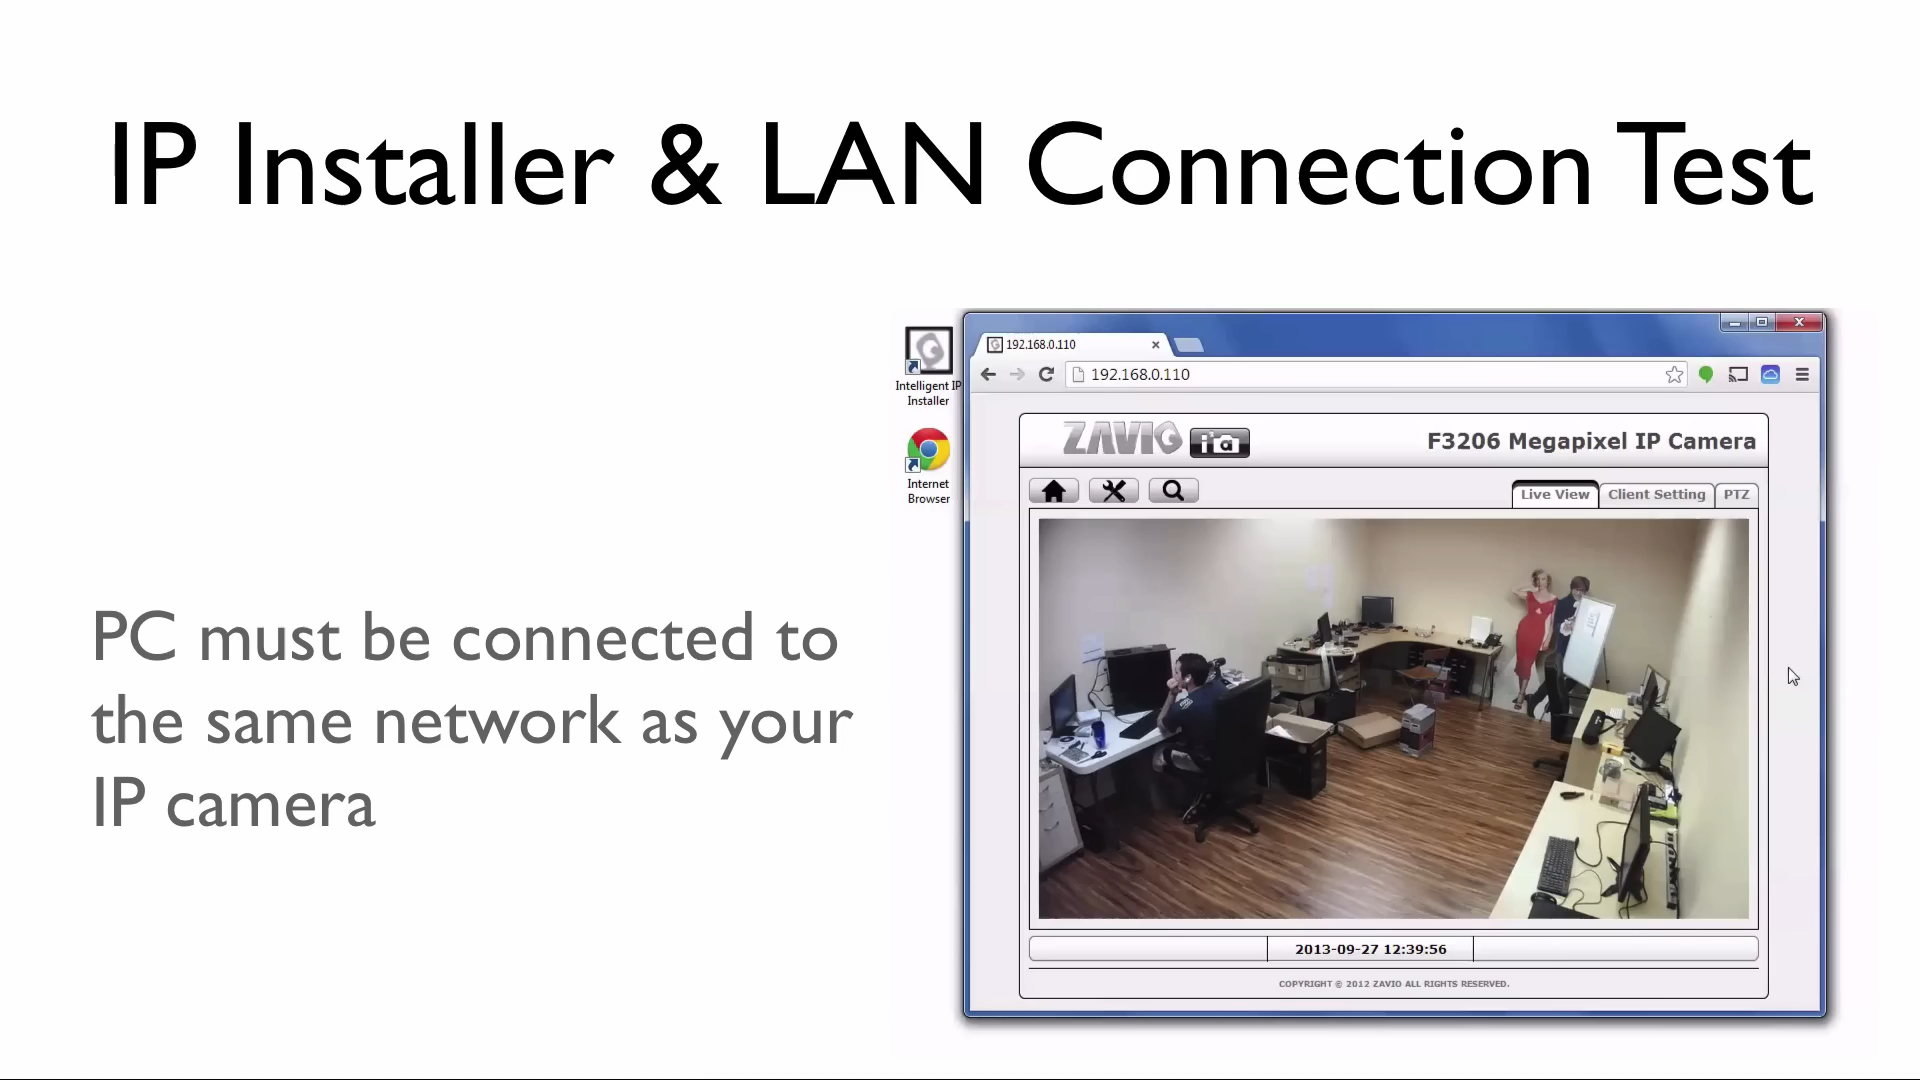 IP Installer & LAN Connection Test
PC must be connected to
the same network as your
IP camera
Intelligent IP
Installer
Internet
Browser
192.168.0.110
192.168.0.110
ZAVIO
F3206 Megapixel IP Camera
Live View
Client Setting
PTZ
2013-09-27 12:39:56
COPYRIGHT © 2012 ZAVIO ALL RIGHTS RESERVED.